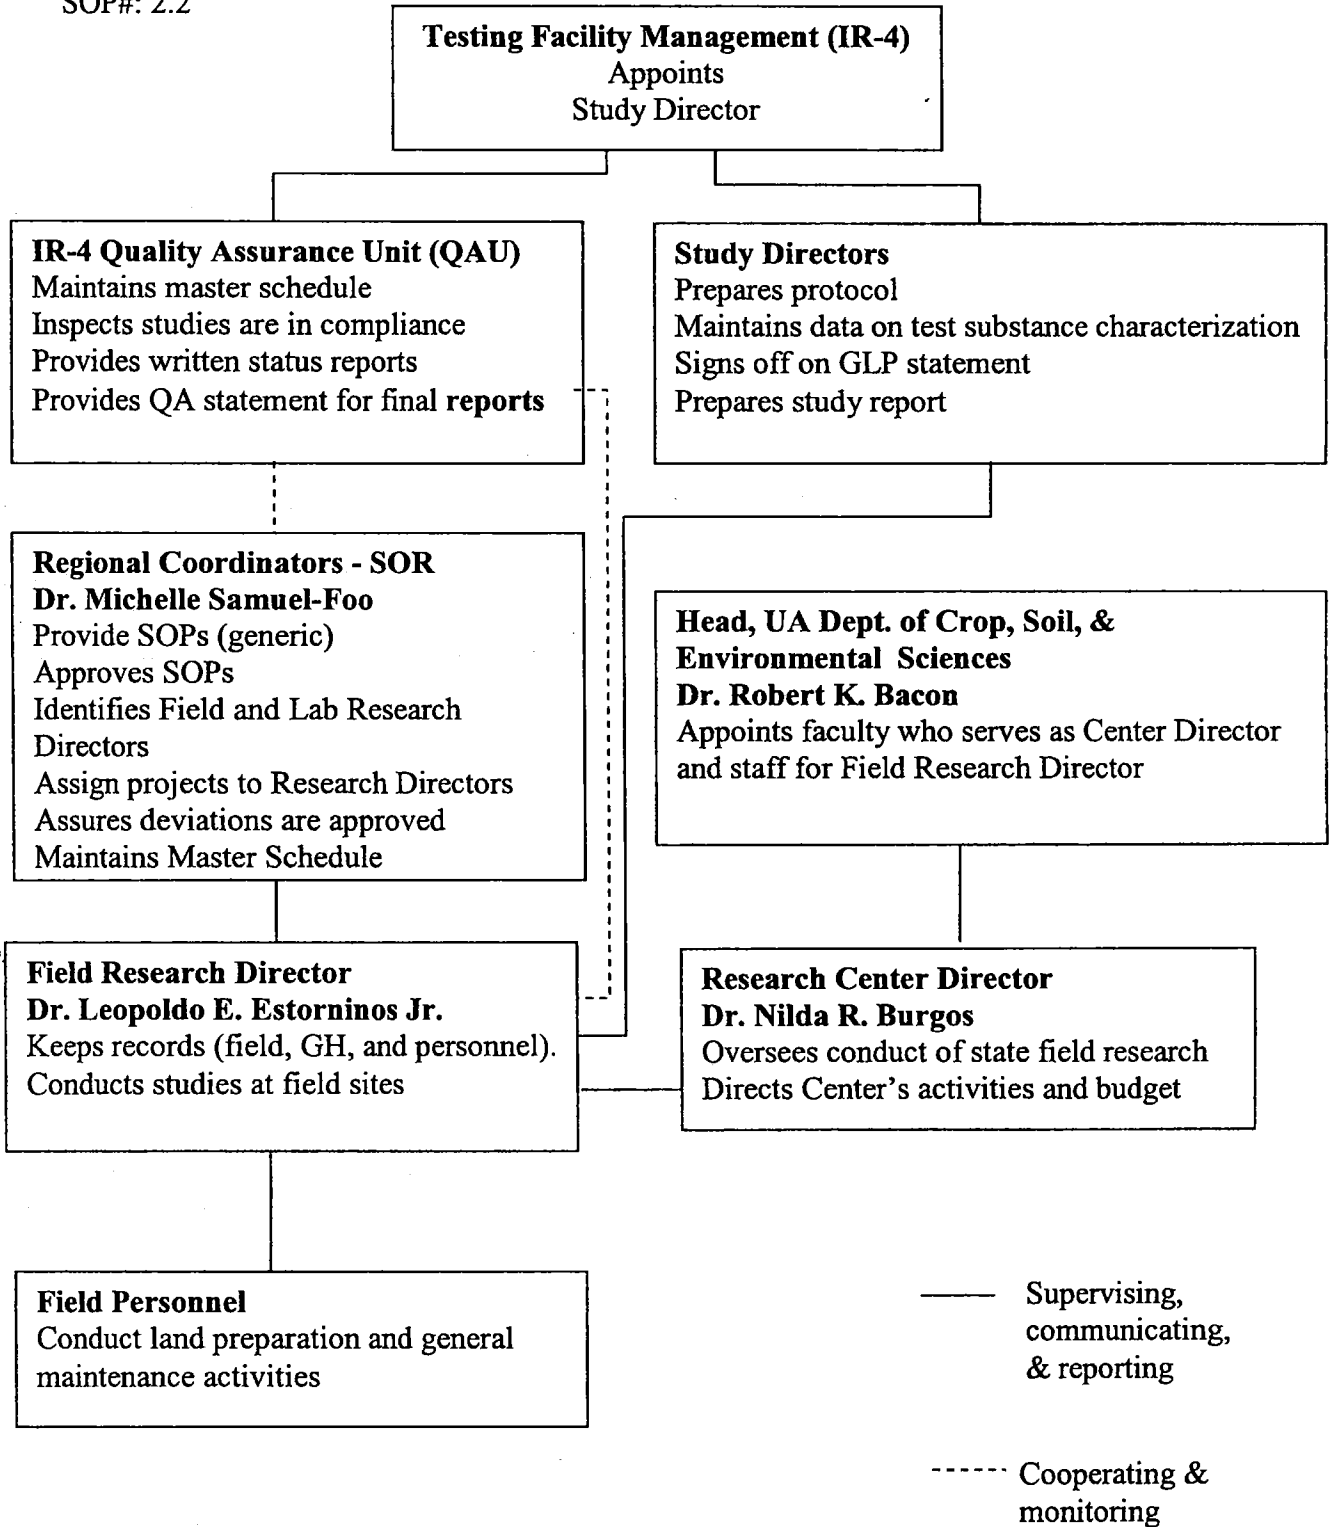 SOP#: 2.2
Testing Facility Management (IR-4)
Appoints
Study Director
IR-4 Quality Assurance Unit (QAU)
Maintains master schedule
Inspects studies are in compliance
Provides written status reports
Provides QA statement for final reports
Study Directors
Prepares protocol
Maintains data on test substance characterization
Signs off on GLP statement
Prepares study report
Regional Coordinators - SOR
Dr. Michelle Samuel-Foo
Provide SOPs (generic)
Approves SOPs
Identifies Field and Lab Research
Directors
Assign projects to Research Directors
Assures deviations are approved
Maintains Master Schedule
Head, UA Dept. of Crop, Soil, &
Environmental Sciences
Dr. Robert K. Bacon
Appoints faculty who serves as Center Director
and staff for Field Research Director
Field Research Director
Dr. Leopoldo E. Estorninos Jr.
Keeps records (field, GH, and personnel).
Conducts studies at field sites
Research Center Director
Dr. Nilda R. Burgos
Oversees conduct of state field research
Directs Center's activities and budget
Field Personnel
Conduct land preparation and general
maintenance activities
Supervising,
communicating,
& reporting
Cooperating &
monitoring